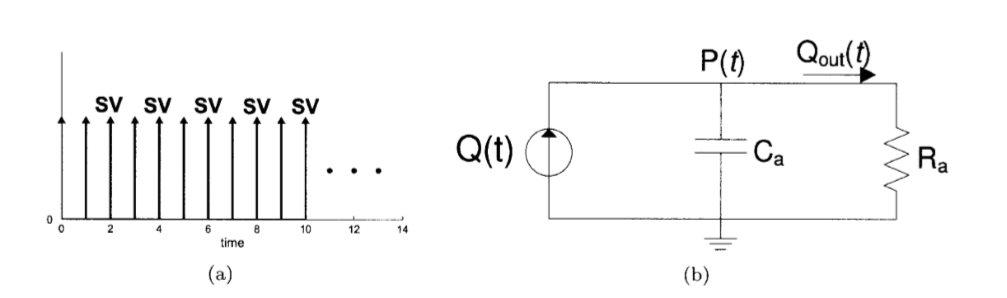 SV SV SV SV SV
0
0 2 4 6 8 10 12 14
time
(a)
P(t)
Qout(t)
Q(t)
Ca
Ra
(b)